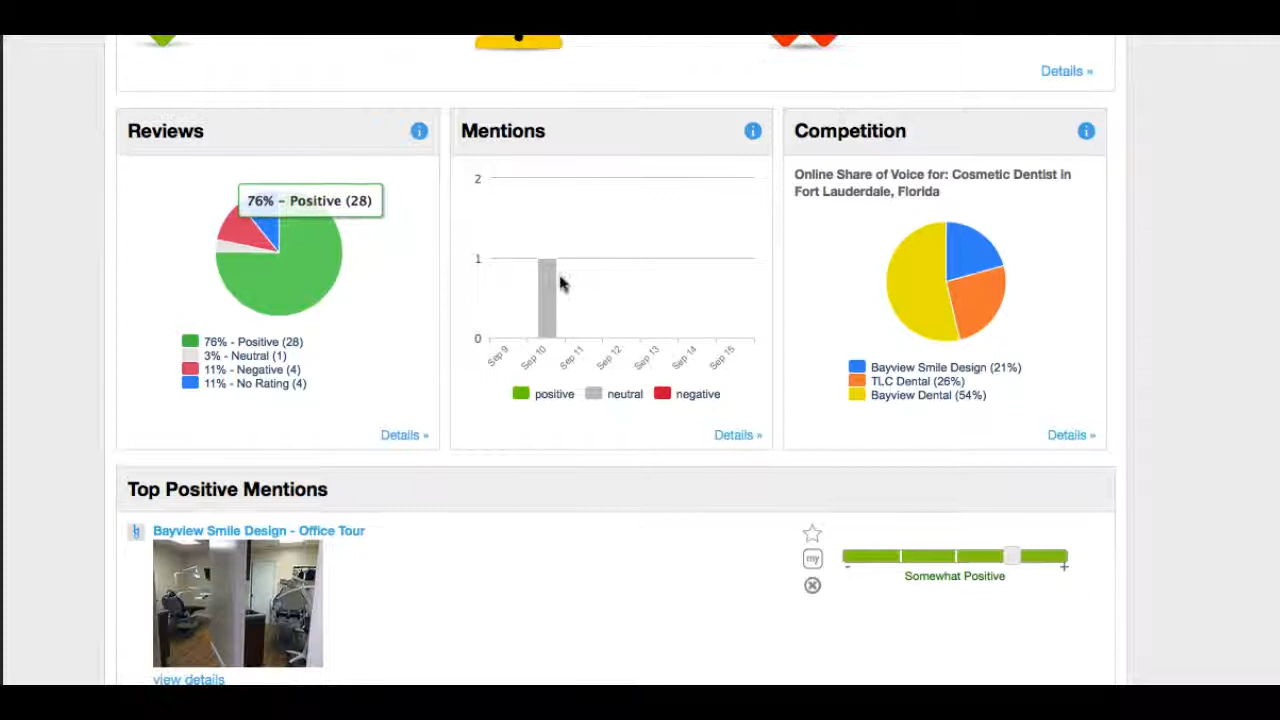 Details »
Reviews
76% - Positive (28)
76% - Positive (28)
3% - Neutral (1)
11% - Negative (4)
11% - No Rating (4)
Details »
Mentions
2
1
0
Sep 9
Sep 10
Sep 11
Sep 12
Sep 13
Sep 14
Sep 15
positive
neutral
negative
Details »
Competition
Online Share of Voice for: Cosmetic Dentist in
Fort Lauderdale, Florida
Bayview Smile Design (21%)
TLC Dental (26%)
Bayview Dental (54%)
Details »
Top Positive Mentions
Bayview Smile Design - Office Tour
my
- +
Somewhat Positive
view details